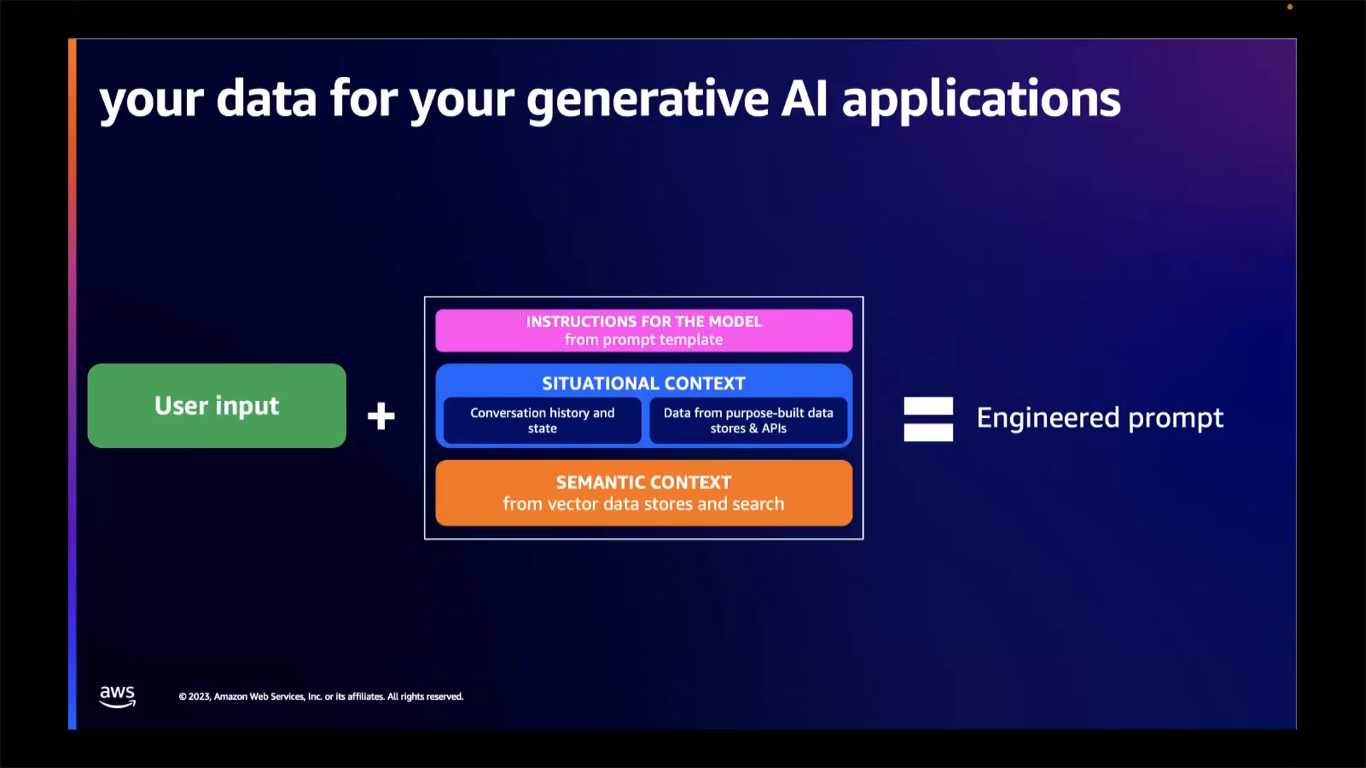 your data for your generative AI applications
INSTRUCTIONS FOR THE MODEL
from prompt template
User input
+
SITUATIONAL CONTEXT
Conversation history and
state
Data from purpose-built data
stores & APIs
SEMANTIC CONTEXT
from vector data stores and search
=
Engineered prompt
aws
© 2023, Amazon Web Services, Inc. or its affiliates. All rights reserved.